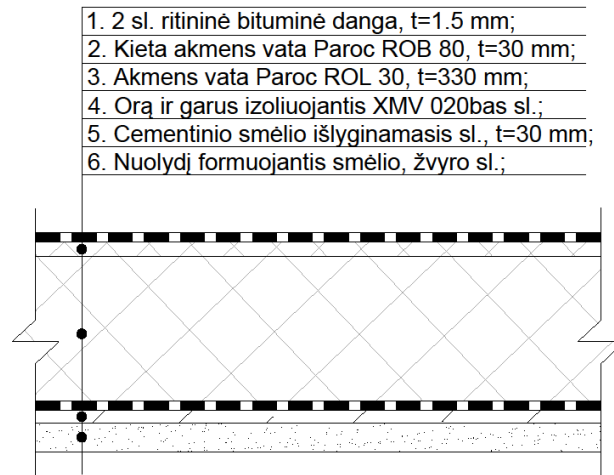 1. 2 sl. ritininė bituminė danga, t=1.5 mm;
2. Kieta akmens vata Paroc ROB 80, t=30 mm;
3. Akmens vata Paroc ROL 30, t=330 mm;
4. Orą ir garus izoliuojantis XMV 020bas sl.;
5. Cementinio smėlio išlyginamasis sl., t=30 mm;
6. Nuolydį formuojantis smėlio, žvyro sl.;